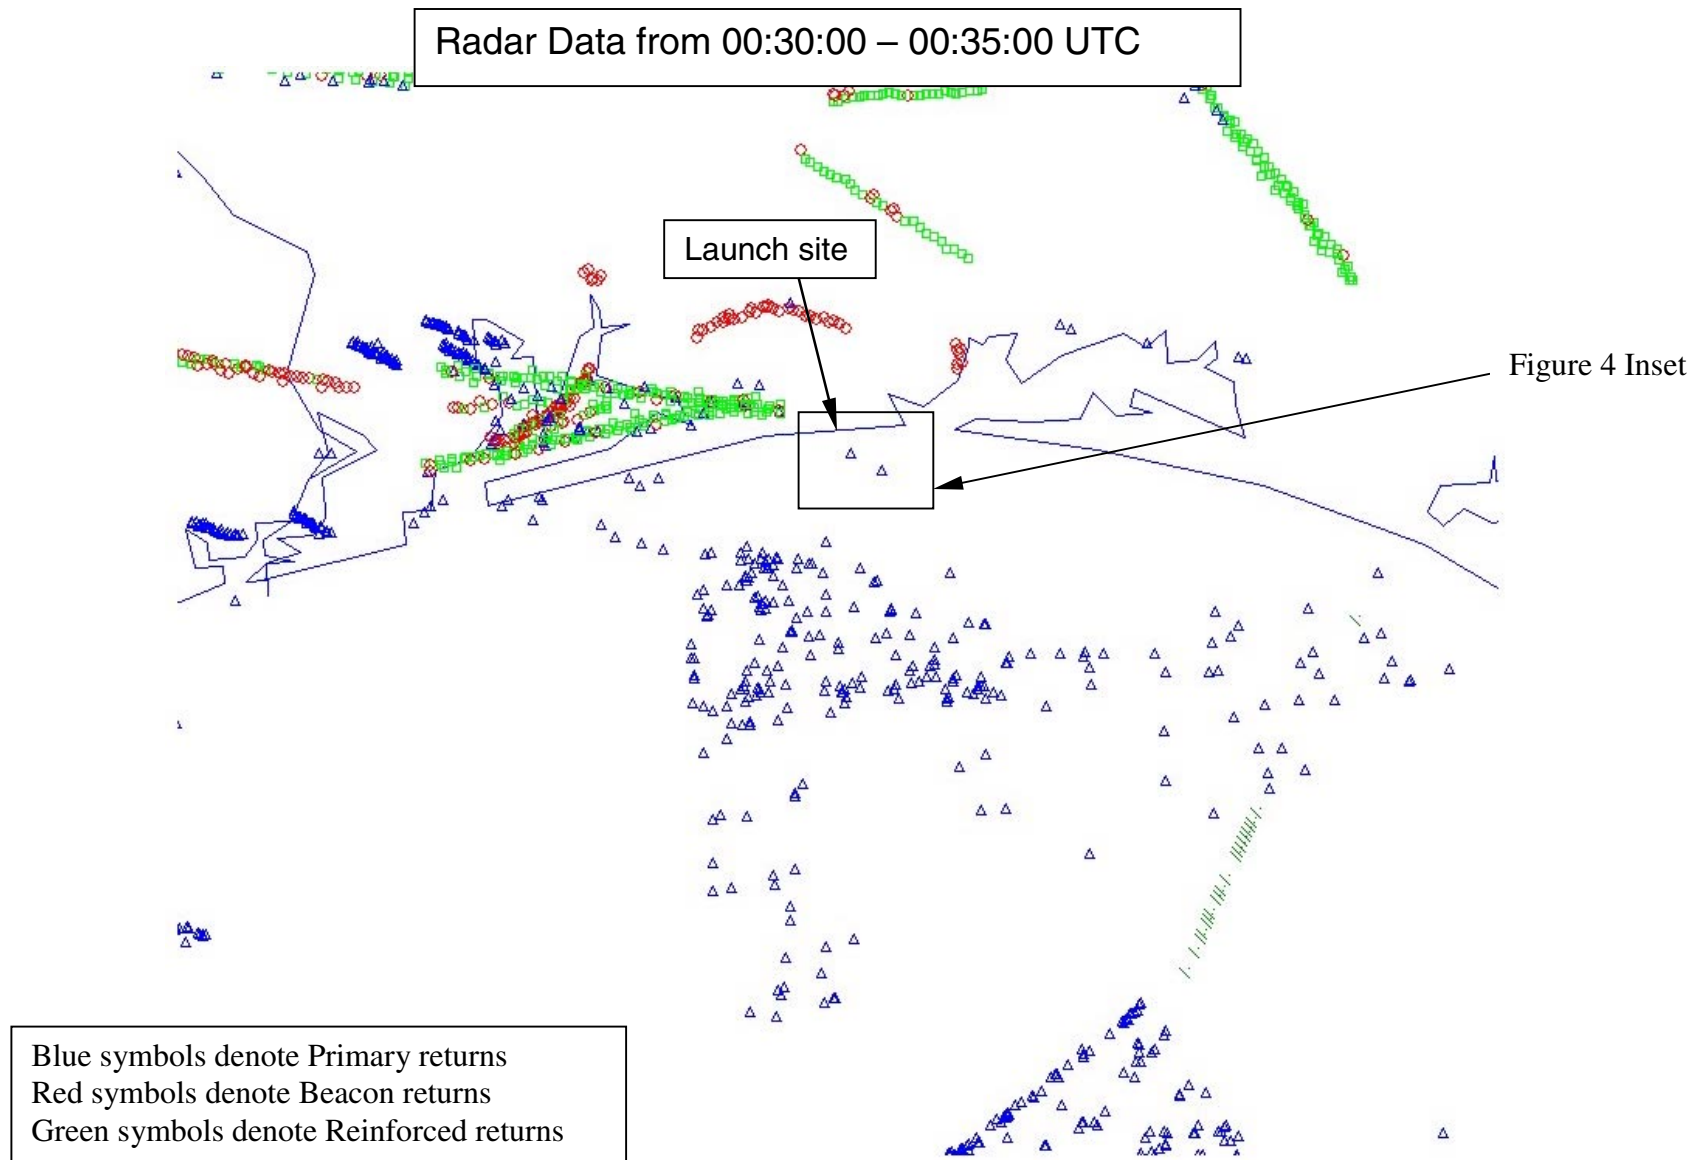 Radar Data from 00:30:00 – 00:35:00 UTC
Launch site
Figure 4 Inset
Blue symbols denote Primary returns
Red symbols denote Beacon returns
Green symbols denote Reinforced returns